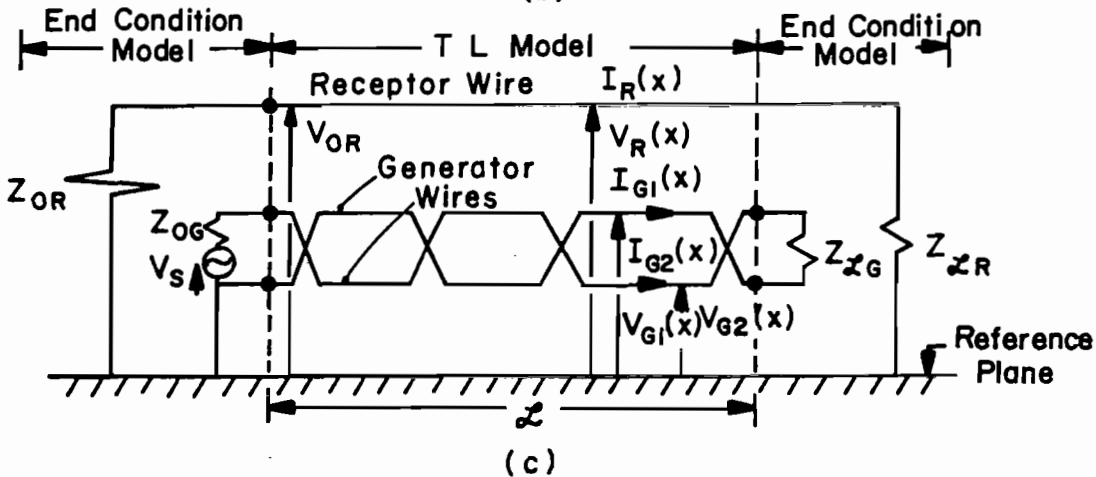 End Condition Model
T L Model
End Condition Model
Receptor Wire
I_R(x)
V_OR
V_R(x)
Generator Wires
I_G1(x)
Z_OR
Z_OG
I_G2(x)
Z_ℒG
Z_ℒR
V_S
V_G1(x) V_G2(x)
Reference Plane
ℒ
(c)